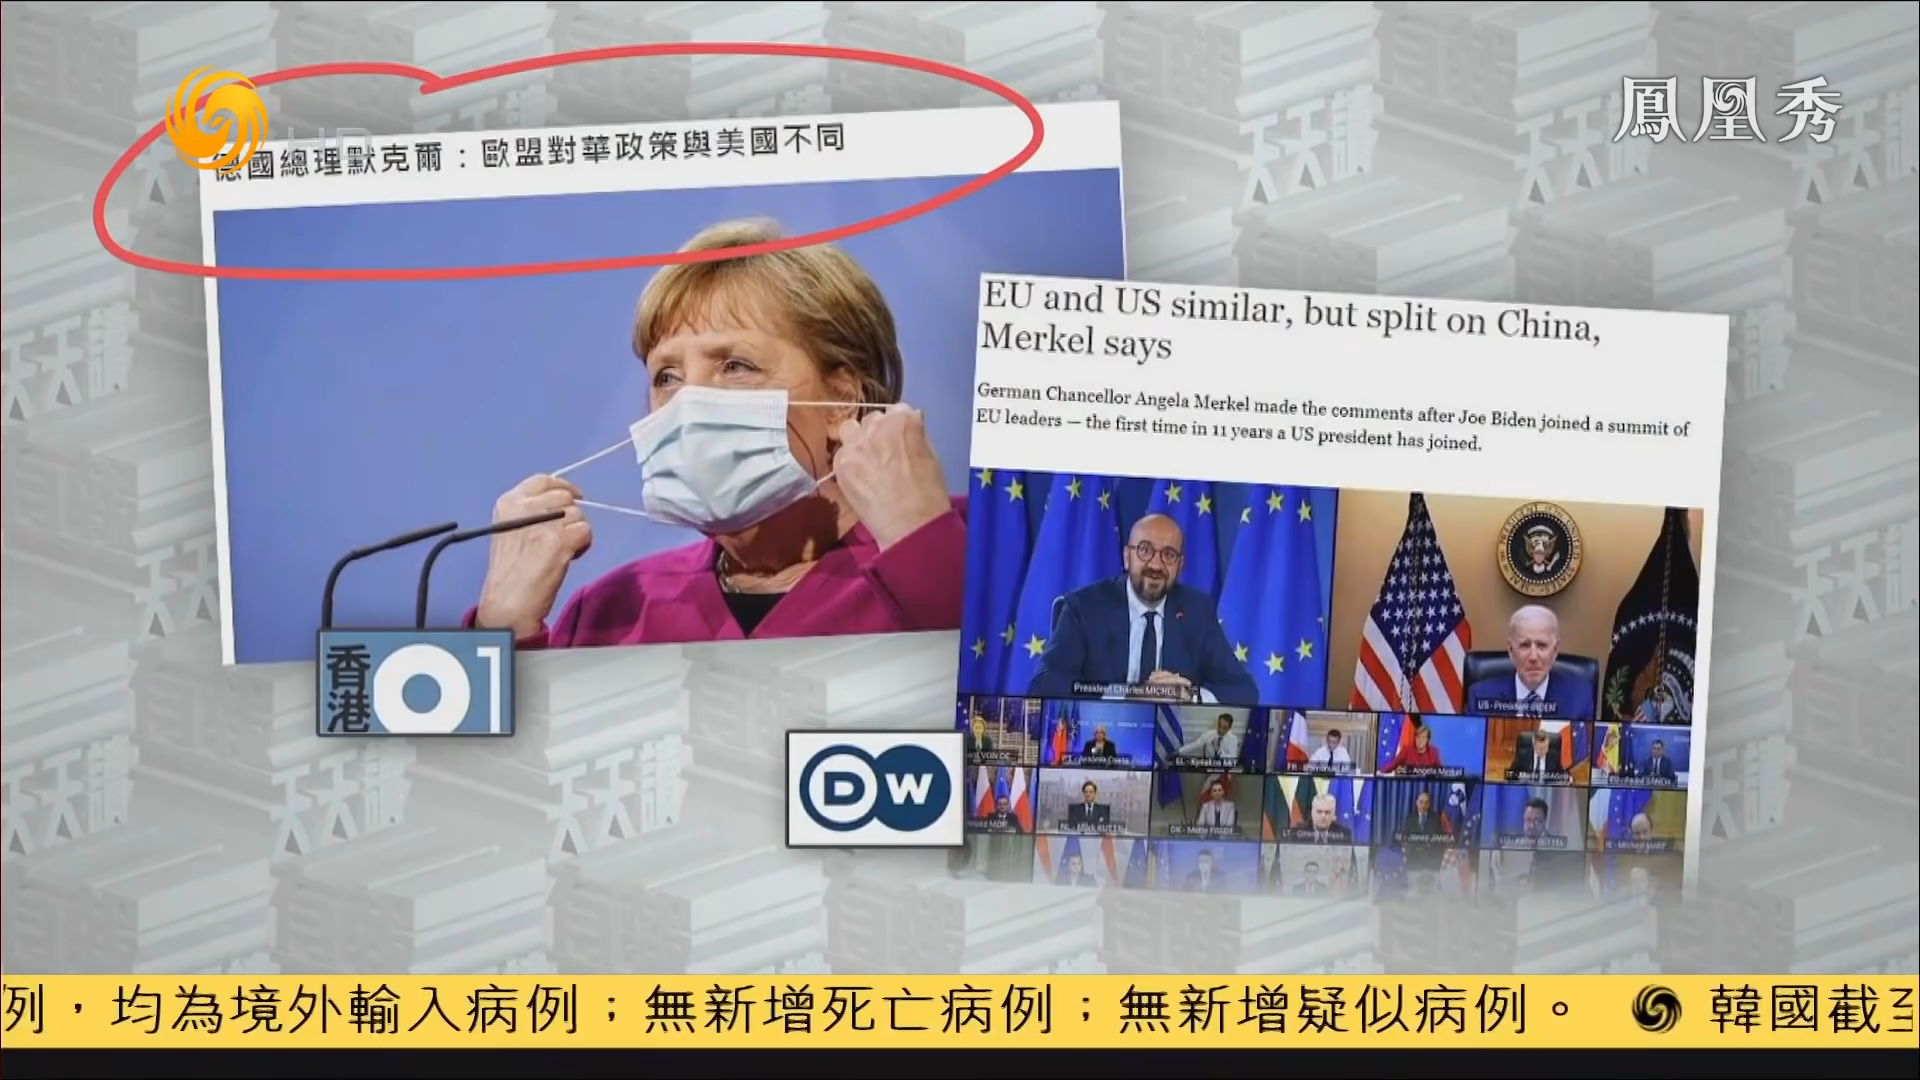 德國總理默克爾：歐盟對華政策與美國不同
HD
鳳凰秀
EU and US similar, but split on China,
Merkel says
German Chancellor Angela Merkel made the comments after Joe Biden joined a summit of
EU leaders — the first time in 11 years a US president has joined.
President Charles MICHEL
US - President BIDEN
香港01
DW
例，均為境外輸入病例；無新增死亡病例；無新增疑似病例。
韓國截至